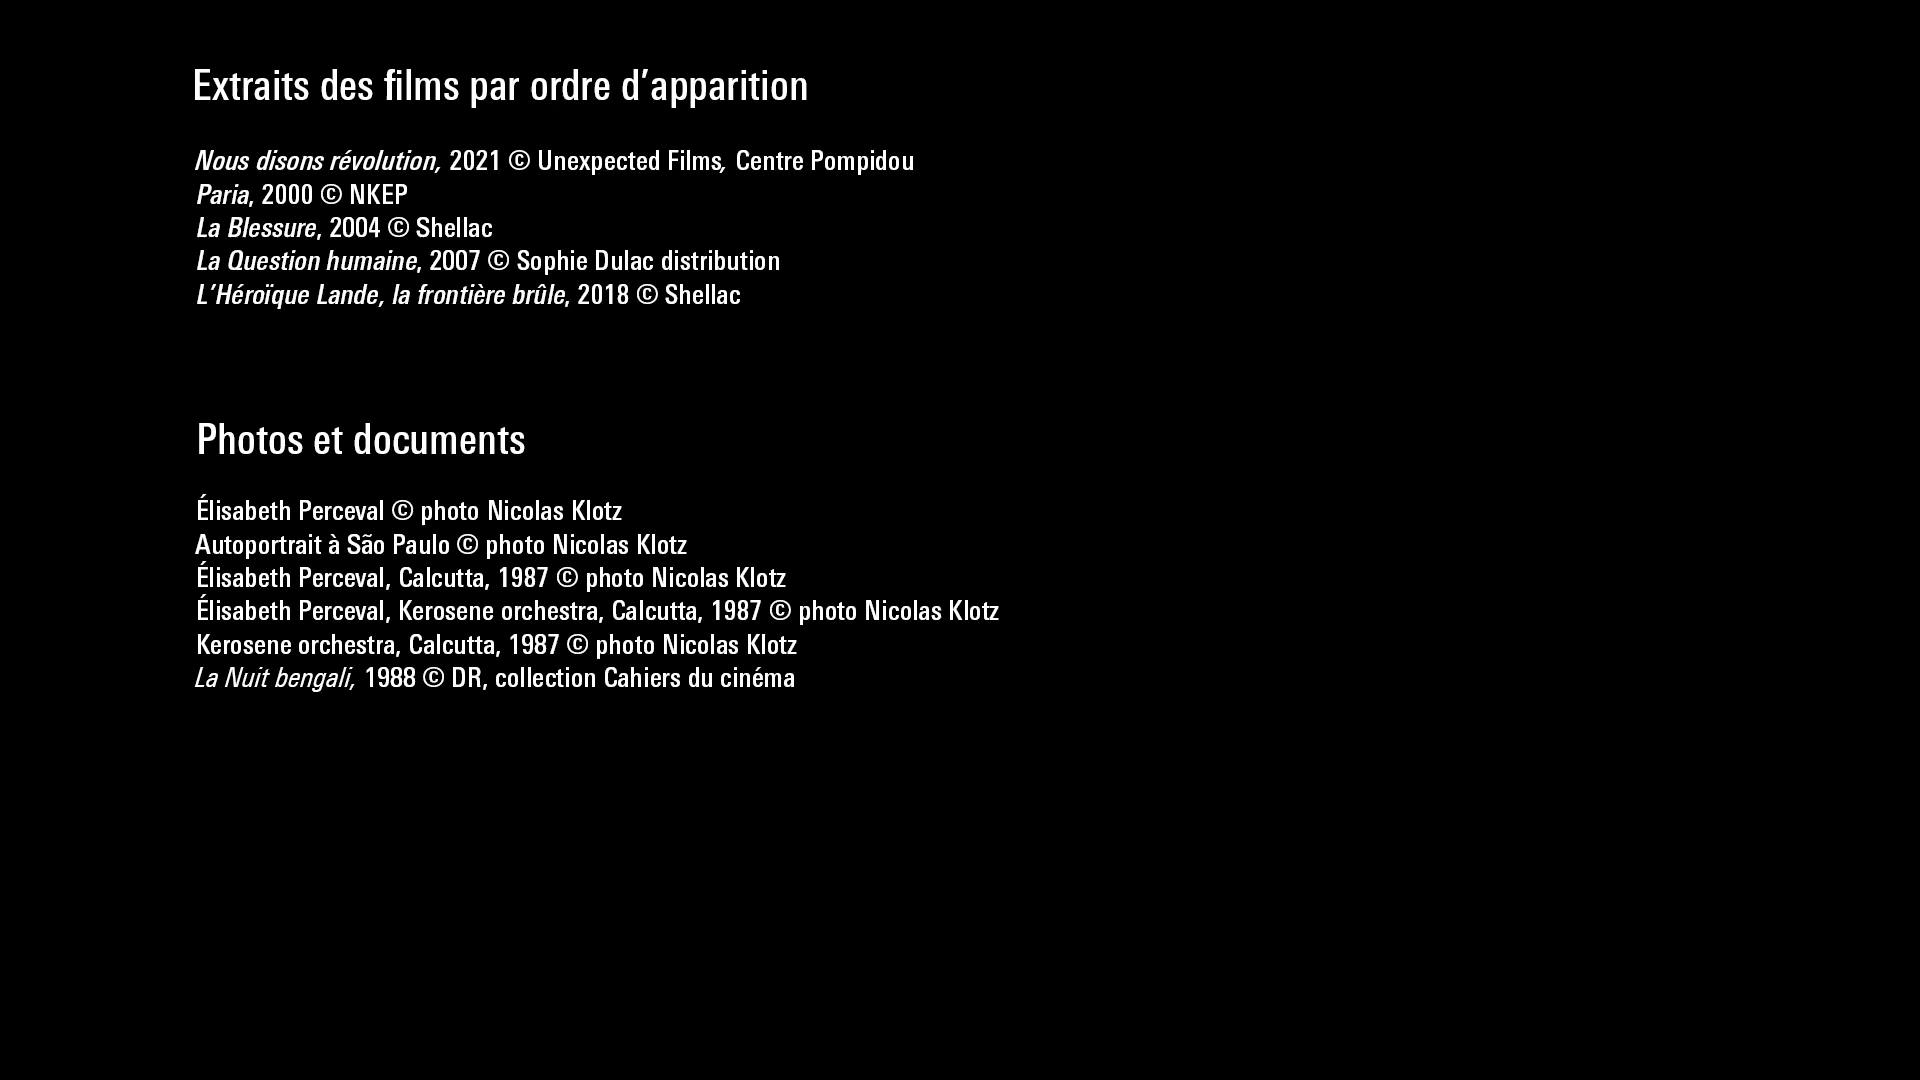 Extraits des films par ordre d’apparition
Nous disons révolution, 2021 © Unexpected Films, Centre Pompidou
Paria, 2000 © NKEP
La Blessure, 2004 © Shellac
La Question humaine, 2007 © Sophie Dulac distribution
L’Héroïque Lande, la frontière brûle, 2018 © Shellac
Photos et documents
Élisabeth Perceval © photo Nicolas Klotz
Autoportrait à São Paulo © photo Nicolas Klotz
Élisabeth Perceval, Calcutta, 1987 © photo Nicolas Klotz
Élisabeth Perceval, Kerosene orchestra, Calcutta, 1987 © photo Nicolas Klotz
Kerosene orchestra, Calcutta, 1987 © photo Nicolas Klotz
La Nuit bengali, 1988 © DR, collection Cahiers du cinéma